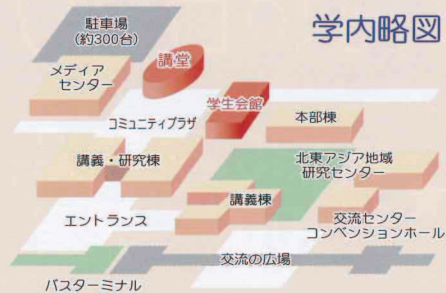 学内略図
駐車場
(約300台)
講堂
メディア
センター
学生会館
コミュニティプラザ
本部棟
講義・研究棟
北東アジア地域
研究センター
講義棟
エントランス
交流センター
コンベンションホール
交流の広場
バスターミナル